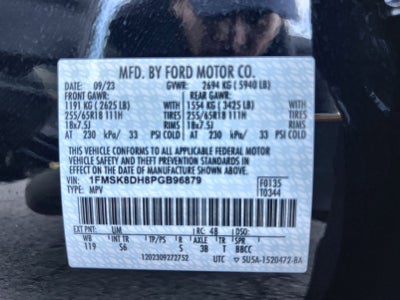 MFD. BY FORD MOTOR CO.
DATE: 09/23 GVWR: 2694 KG ( 5940 LB)
FRONT GAWR: REAR GAWR:
1191 KG ( 2625 LB) WITH 1554 KG ( 3425 LB) WITH
255/65R18 111H TIRES 255/65R18 111H TIRES
18x7.5J RIMS 18x7.5J RIMS
AT 230 kPa/ 33 PSI COLD AT 230 kPa/ 33 PSI COLD
THIS VEHICLE CONFORMS TO ALL APPLICABLE FEDERAL MOTOR
VEHICLE SAFETY AND THEFT PREVENTION STANDARDS IN EFFECT
ON THE DATE OF MANUFACTURE SHOWN ABOVE.
VIN: 1FMSK8DH8PGB96879 F0135
TYPE: MPV T0344
EXT PNT: UM RC: 48 DSO:
WB INT TR TP/PS R AXLE TR SPR
119 S6 S 3B T BBCC
1202309272752 UTC 5U5A-1520472-BA